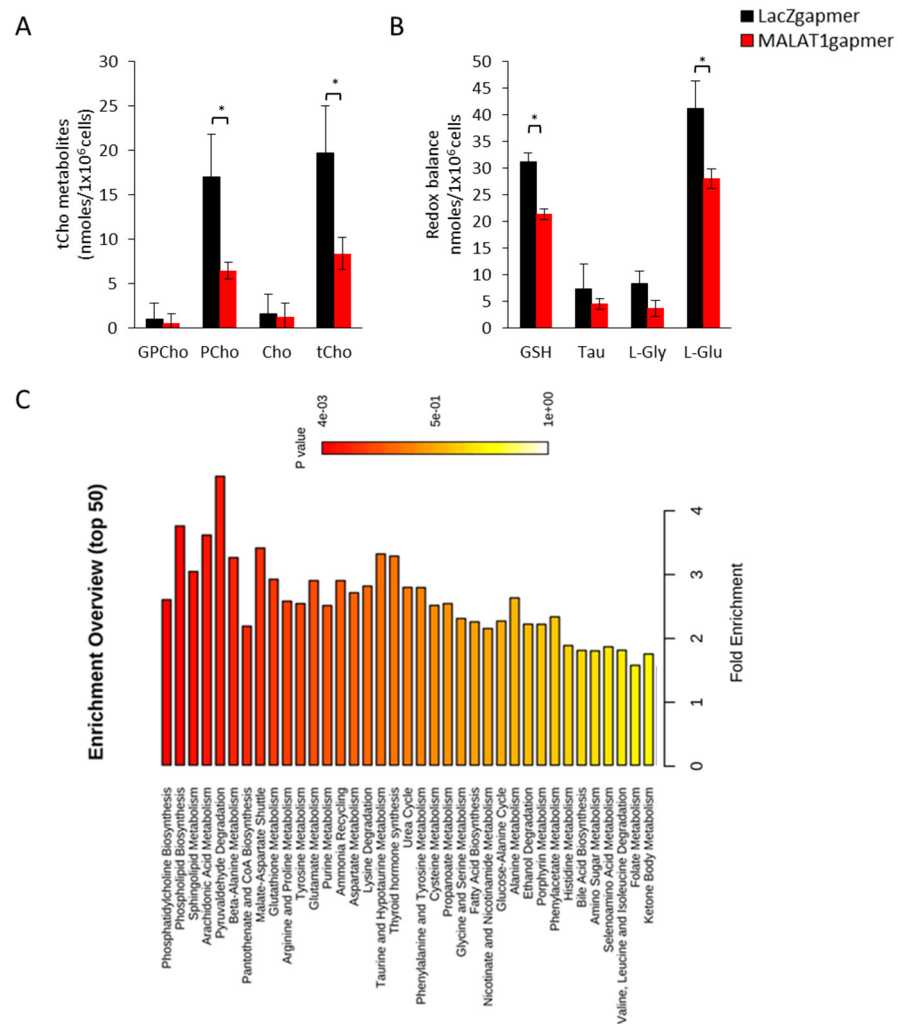 A
B
LacZgapmer
MALAT1gapmer
tCho metabolites
(nmoles/1x10⁶cells)
30
25
20
15
10
5
0
*
*
GPCho PCho Cho tCho
Redox balance
nmoles/1x10⁶cells
50
45
40
35
30
25
20
15
10
5
0
*
*
GSH Tau L-Gly L-Glu
C
P value
4e-03
5e-01
1e+00
Enrichment Overview (top 50)
Fold Enrichment
0
1
2
3
4
Phosphatidylcholine Biosynthesis
Phospholipid Biosynthesis
Sphingolipid Metabolism
Arachidonic Acid Metabolism
Pyruvaldehyde Degradation
Beta-Alanine Metabolism
Pantothenate and CoA Biosynthesis
Malate-Aspartate Shuttle
Glutathione Metabolism
Arginine and Proline Metabolism
Tyrosine Metabolism
Glutamate Metabolism
Purine Metabolism
Ammonia Recycling
Aspartate Metabolism
Lysine Degradation
Taurine and Hypotaurine Metabolism
Thyroid hormone synthesis
Urea Cycle
Phenylalanine and Tyrosine Metabolism
Cysteine Metabolism
Propanoate Metabolism
Glycine and Serine Metabolism
Fatty Acid Biosynthesis
Nicotinate and Nicotinamide Metabolism
Glucose-Alanine Cycle
Alanine Metabolism
Ethanol Degradation
Porphyrin Metabolism
Phenylacetate Metabolism
Histidine Metabolism
Bile Acid Biosynthesis
Amino Sugar Metabolism
Selenoamino Acid Metabolism
Valine, Leucine and Isoleucine Degradation
Folate Metabolism
Ketone Body Metabolism